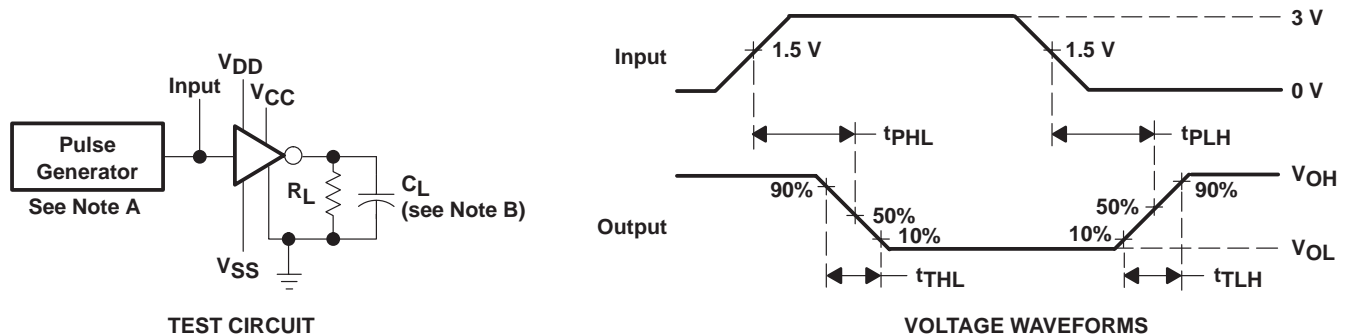 Input
VDD
VCC
Pulse
Generator
See Note A
RL
CL
(see Note B)
VSS
TEST CIRCUIT
Input
1.5 V
1.5 V
3 V
0 V
tPHL
tPLH
Output
90%
50%
10%
50%
10%
90%
VOH
VOL
tTHL
tTLH
VOLTAGE WAVEFORMS